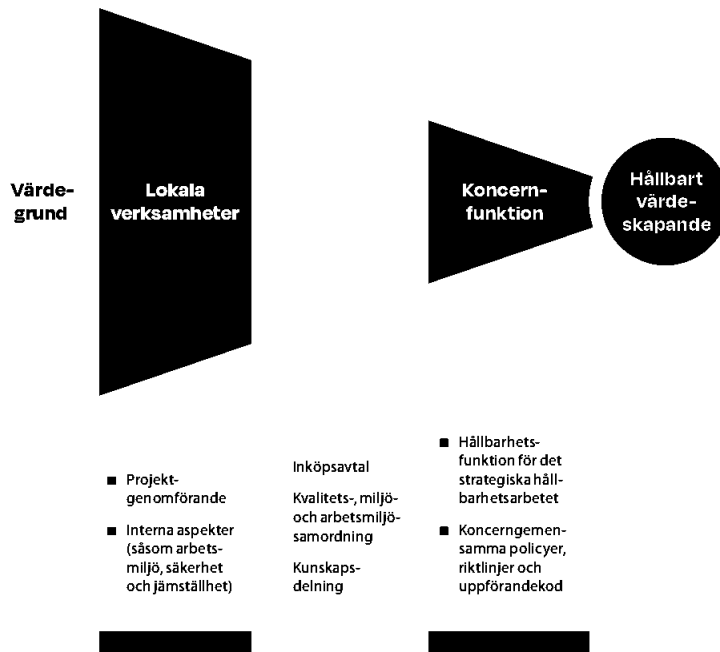 Värde-
grund
Lokala
verksamheter
Koncern-
funktion
Hållbart
värde-
skapande
■ Projekt-
genomförande
■ Interna aspekter
(såsom arbets-
miljö, säkerhet
och jämställhet)
Inköpsavtal
Kvalitets-, miljö-
och arbetsmiljö-
samordning
Kunskaps-
delning
■ Hållbarhets-
funktion för det
strategiska håll-
barhetsarbetet
■ Koncerngemen-
samma policyer,
riktlinjer och
uppförandekod